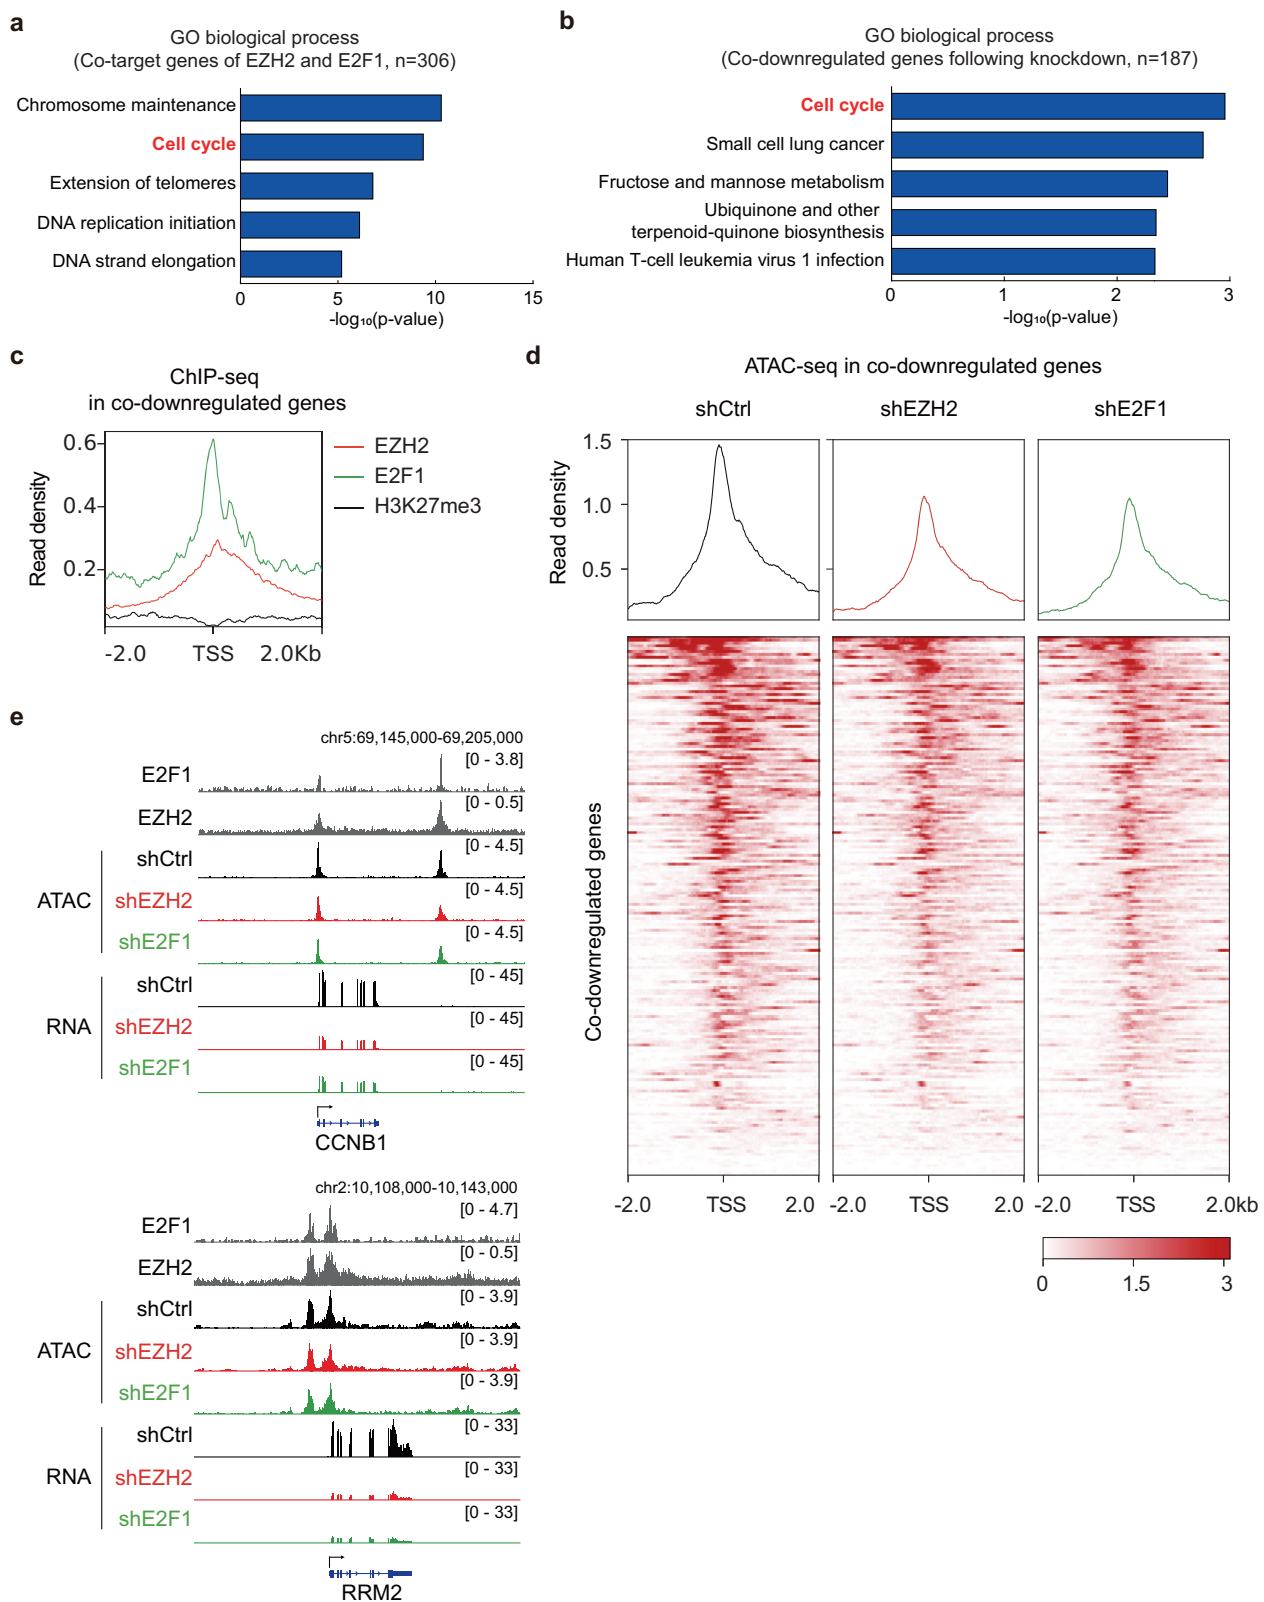 a
GO biological process
(Co-target genes of EZH2 and E2F1, n=306)
Chromosome maintenance
Cell cycle
Extension of telomeres
DNA replication initiation
DNA strand elongation
0 5 10 15
-log₁₀(p-value)
b
GO biological process
(Co-downregulated genes following knockdown, n=187)
Cell cycle
Small cell lung cancer
Fructose and mannose metabolism
Ubiquinone and other
terpenoid-quinone biosynthesis
Human T-cell leukemia virus 1 infection
0 1 2 3
-log₁₀(p-value)
c
ChIP-seq
in co-downregulated genes
0.6
0.4
0.2
Read density
EZH2
E2F1
H3K27me3
-2.0 TSS 2.0Kb
d
ATAC-seq in co-downregulated genes
shCtrl shEZH2 shE2F1
1.5
1.0
0.5
Read density
Co-downregulated genes
-2.0 TSS 2.0 -2.0 TSS 2.0 -2.0 TSS 2.0kb
0 1.5 3
e
chr5:69,145,000-69,205,000
E2F1 [0 - 3.8]
EZH2 [0 - 0.5]
ATAC
shCtrl [0 - 4.5]
shEZH2 [0 - 4.5]
shE2F1 [0 - 4.5]
RNA
shCtrl [0 - 45]
shEZH2 [0 - 45]
shE2F1 [0 - 45]
CCNB1
chr2:10,108,000-10,143,000
E2F1 [0 - 4.7]
EZH2 [0 - 0.5]
ATAC
shCtrl [0 - 3.9]
shEZH2 [0 - 3.9]
shE2F1 [0 - 3.9]
RNA
shCtrl [0 - 33]
shEZH2 [0 - 33]
shE2F1 [0 - 33]
RRM2